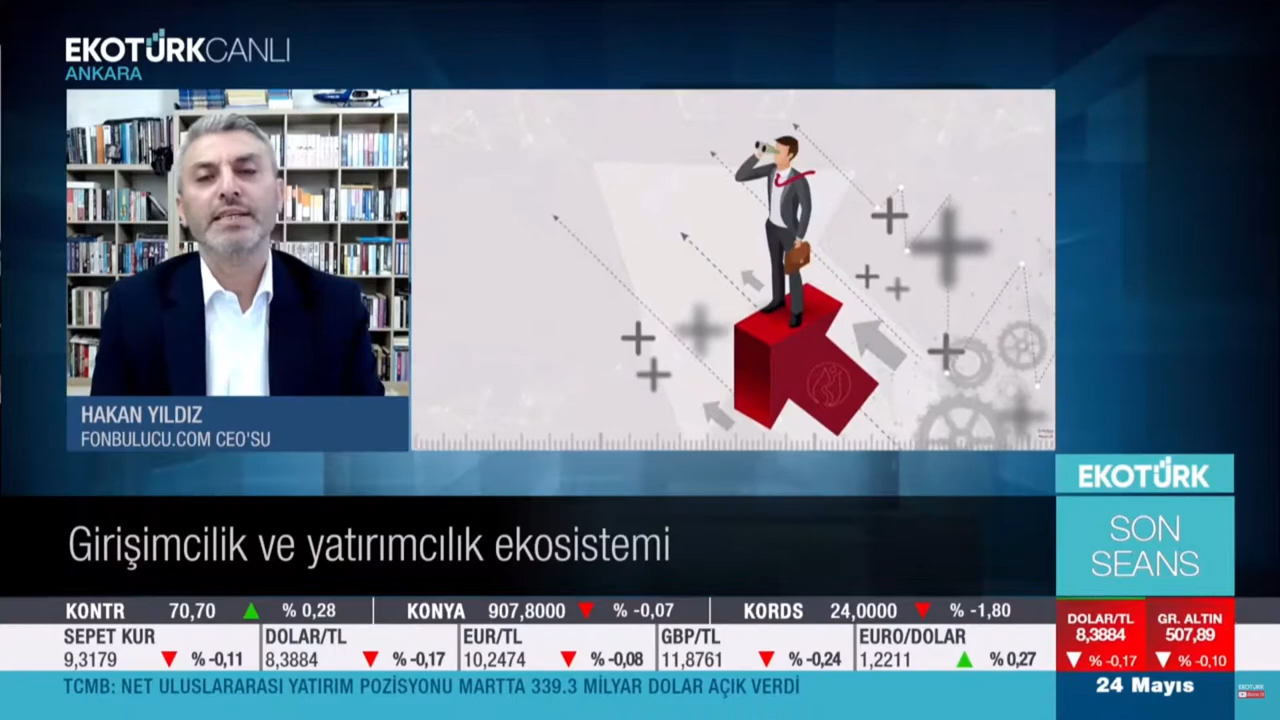 EKOTÜRKCANLI
ANKARA
HAKAN YILDIZ
FONBULUCU.COM CEO'SU
EKOTÜRK
SON
SEANS
Girişimcilik ve yatırımcılık ekosistemi
KONTR 70,70 % 0,28 KONYA 907,8000 % -0,07 KORDS 24,0000 % -1,80
SEPET KUR DOLAR/TL EUR/TL GBP/TL EURO/DOLAR
9,3179 % -0,11 8,3884 % -0,17 10,2474 % -0,08 11,8761 % -0,24 1,2211 % 0,27
DOLAR/TL GR. ALTIN
8,3884 507,89
% -0,17 % -0,10
TCMB: NET ULUSLARARASI YATIRIM POZİSYONU MARTTA 339.3 MİLYAR DOLAR AÇIK VERDİ
24 Mayıs
EKOTÜRK